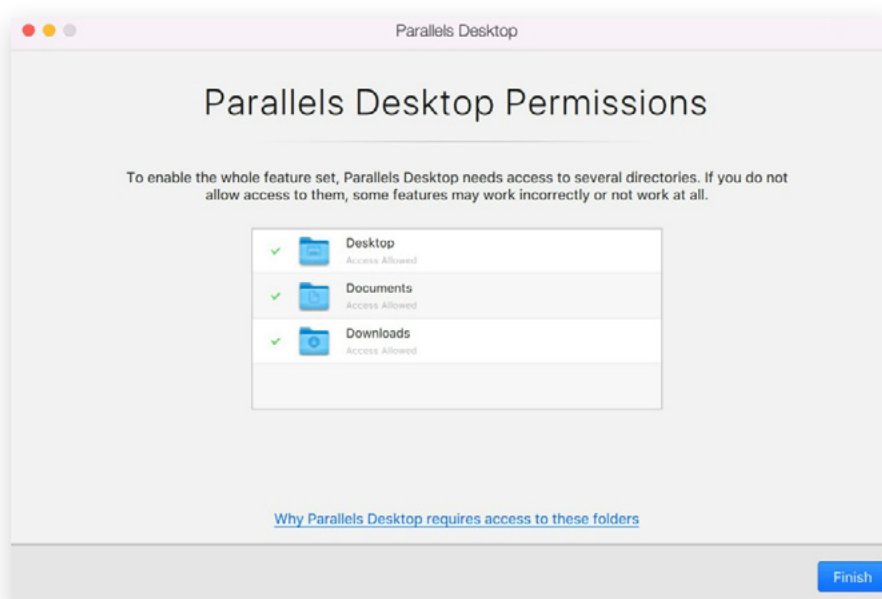 Parallels Desktop
Parallels Desktop Permissions
To enable the whole feature set, Parallels Desktop needs access to several directories. If you do not
allow access to them, some features may work incorrectly or not work at all.
Desktop
Access Allowed
Documents
Access Allowed
Downloads
Access Allowed
Why Parallels Desktop requires access to these folders
Finish